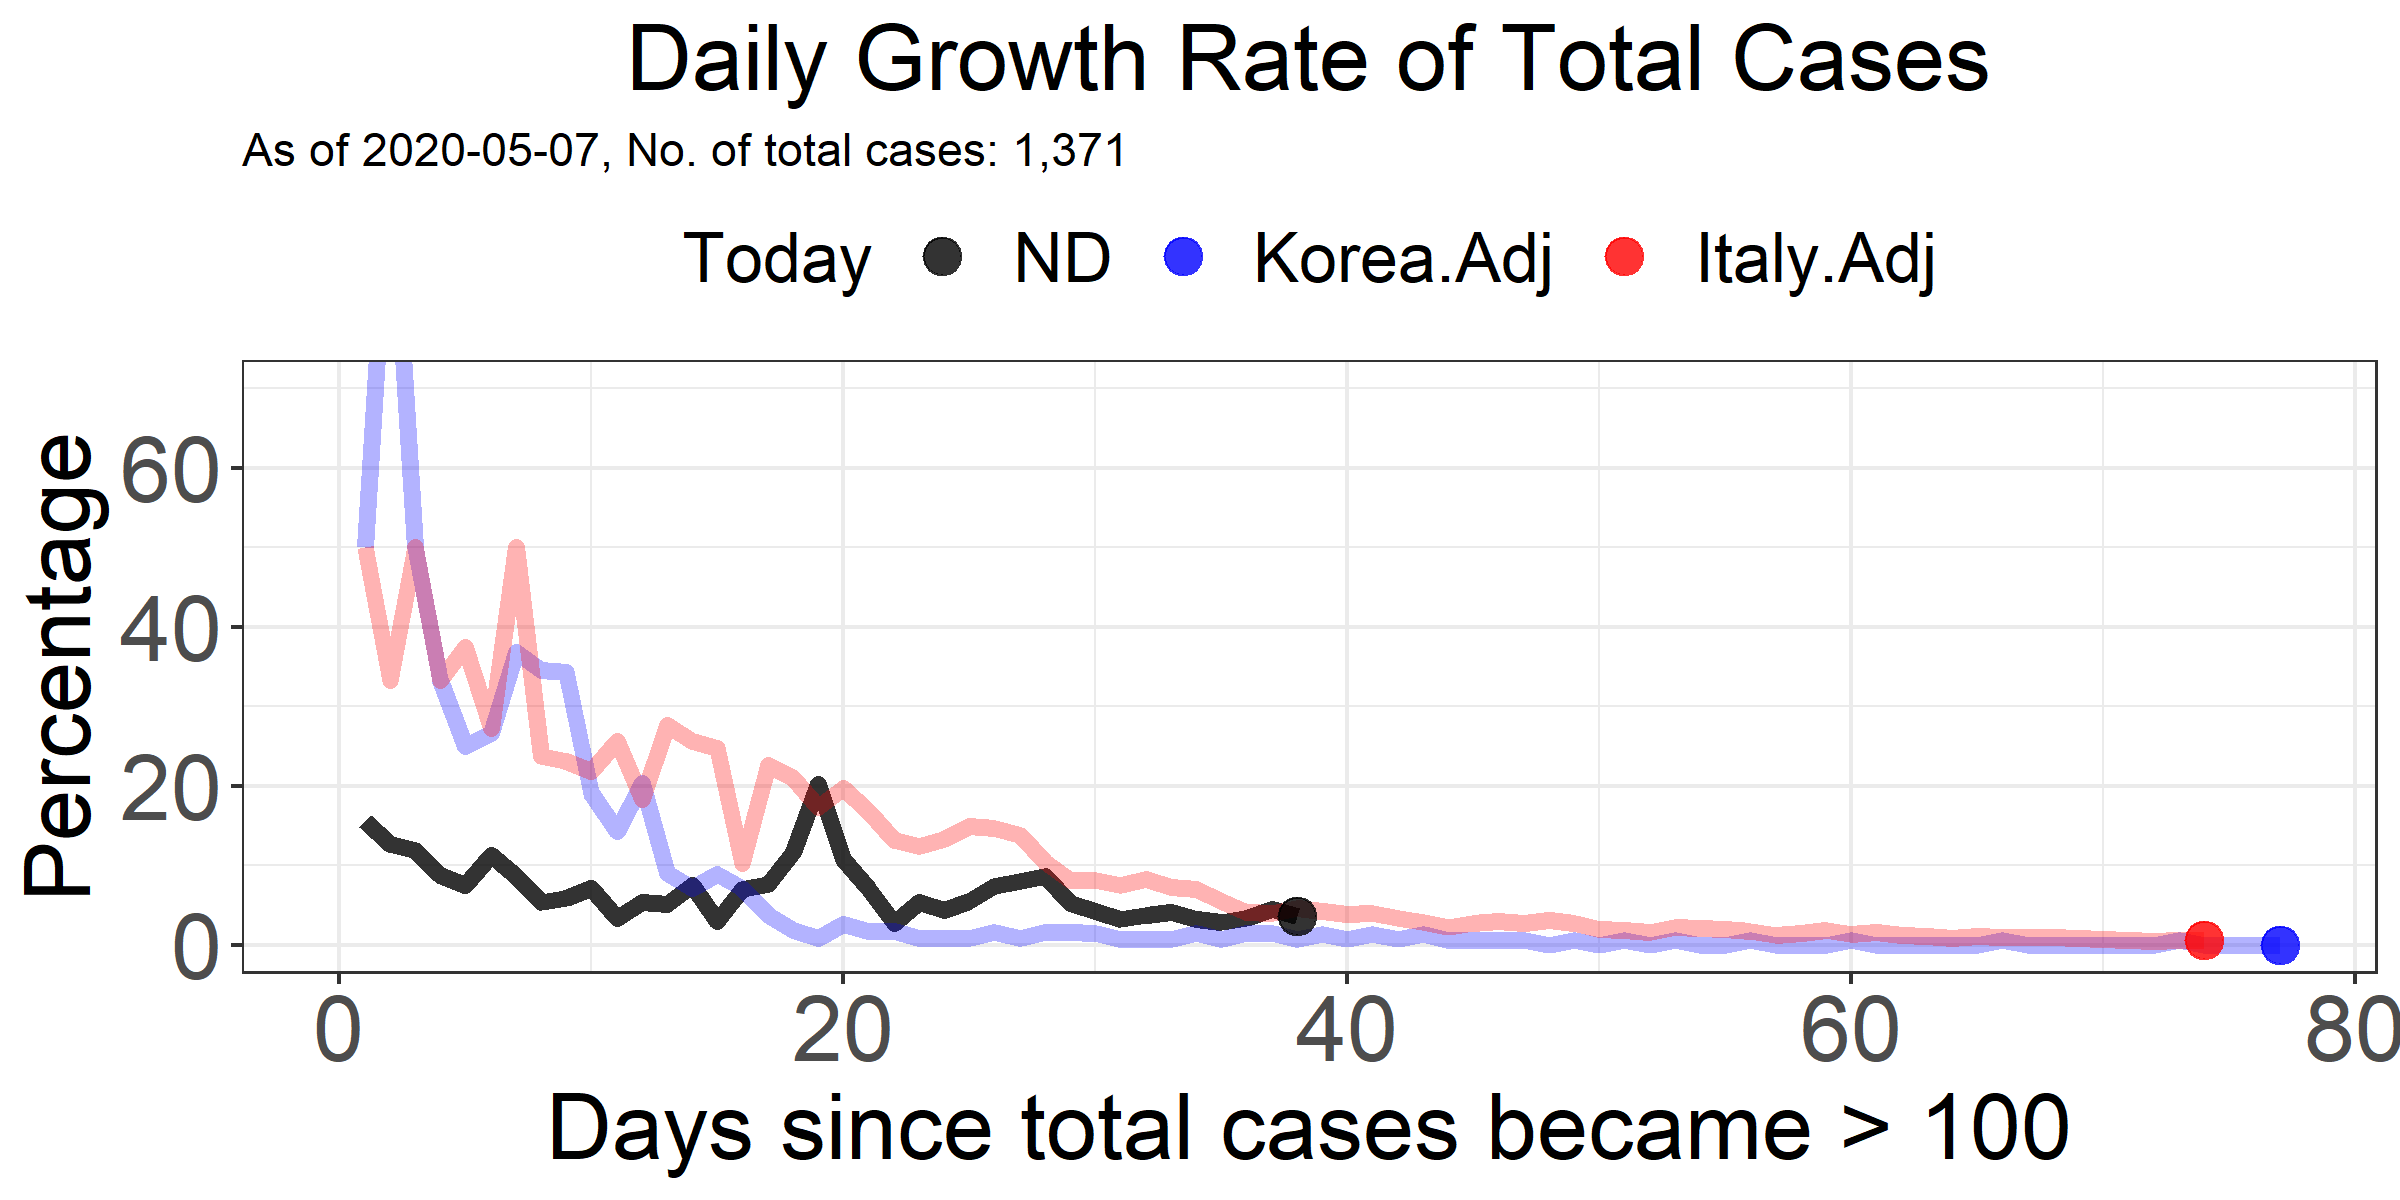 Daily Growth Rate of Total Cases
As of 2020-05-07, No. of total cases: 1,371
Today ND Korea.Adj Italy.Adj
Percentage
60
40
20
0
0 20 40 60 80
Days since total cases became > 100